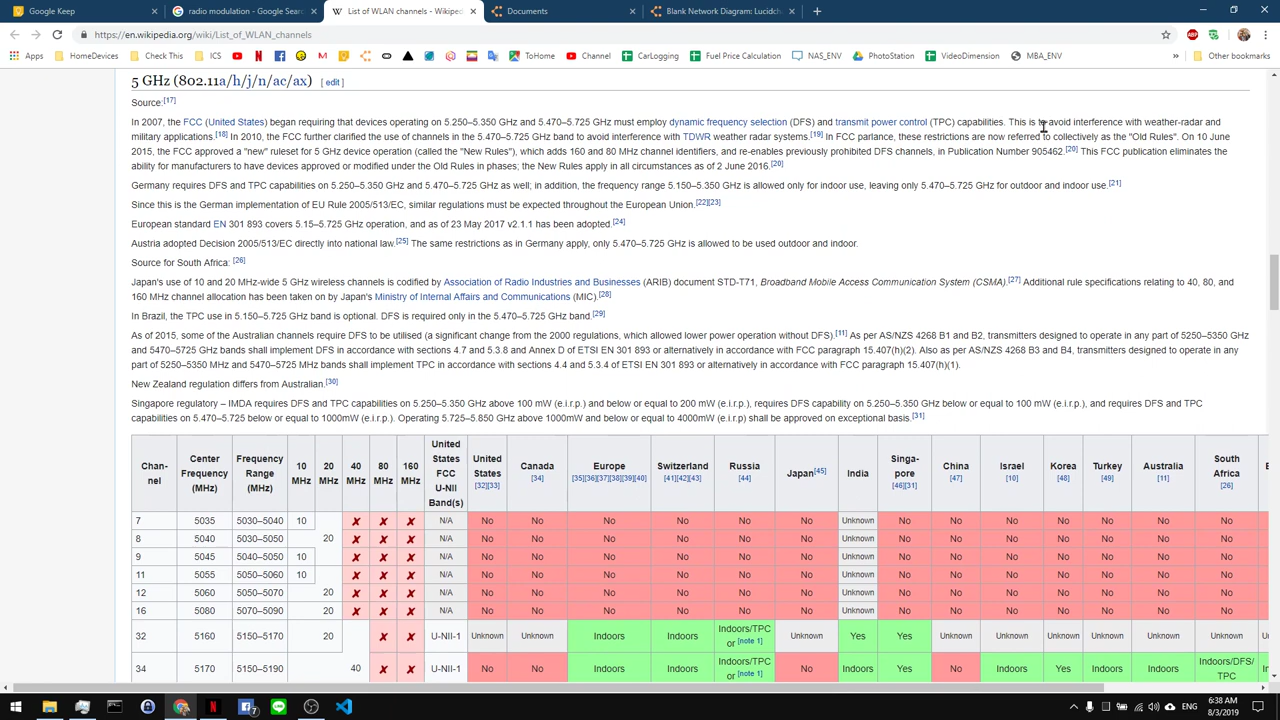 Google Keep
radio modulation - Google Sear
List of WLAN channels - Wikipe
Documents
Blank Network Diagram: Lucidch
https://en.wikipedia.org/wiki/List_of_WLAN_channels
Apps HomeDevices Check This ICS ToHome Channel CarLogging Fuel Price Calculation NAS_ENV PhotoStation VideoDimension MBA_ENV Other bookmarks
5 GHz (802.11a/h/j/n/ac/ax) [ edit ]
Source:[17]
In 2007, the FCC (United States) began requiring that devices operating on 5.250–5.350 GHz and 5.470–5.725 GHz must employ dynamic frequency selection (DFS) and transmit power control (TPC) capabilities. This is to avoid interference with weather-radar and
military applications.[18] In 2010, the FCC further clarified the use of channels in the 5.470–5.725 GHz band to avoid interference with TDWR weather radar systems.[19] In FCC parlance, these restrictions are now referred to collectively as the "Old Rules". On 10 June
2015, the FCC approved a "new" ruleset for 5 GHz device operation (called the "New Rules"), which adds 160 and 80 MHz channel identifiers, and re-enables previously prohibited DFS channels, in Publication Number 905462.[20] This FCC publication eliminates the
ability for manufacturers to have devices approved or modified under the Old Rules in phases; the New Rules apply in all circumstances as of 2 June 2016.[20]
Germany requires DFS and TPC capabilities on 5.250–5.350 GHz and 5.470–5.725 GHz as well; in addition, the frequency range 5.150–5.350 GHz is allowed only for indoor use, leaving only 5.470–5.725 GHz for outdoor and indoor use.[21]
Since this is the German implementation of EU Rule 2005/513/EC, similar regulations must be expected throughout the European Union.[22][23]
European standard EN 301 893 covers 5.15–5.725 GHz operation, and as of 23 May 2017 v2.1.1 has been adopted.[24]
Austria adopted Decision 2005/513/EC directly into national law.[25] The same restrictions as in Germany apply, only 5.470–5.725 GHz is allowed to be used outdoor and indoor.
Source for South Africa: [26]
Japan's use of 10 and 20 MHz-wide 5 GHz wireless channels is codified by Association of Radio Industries and Businesses (ARIB) document STD-T71, Broadband Mobile Access Communication System (CSMA).[27] Additional rule specifications relating to 40, 80, and
160 MHz channel allocation has been taken on by Japan's Ministry of Internal Affairs and Communications (MIC).[28]
In Brazil, the TPC use in 5.150–5.725 GHz band is optional. DFS is required only in the 5.470–5.725 GHz band.[29]
As of 2015, some of the Australian channels require DFS to be utilised (a significant change from the 2000 regulations, which allowed lower power operation without DFS).[11] As per AS/NZS 4268 B1 and B2, transmitters designed to operate in any part of 5250–5350 MHz
and 5470–5725 MHz bands shall implement DFS in accordance with sections 4.7 and 5.3.8 and Annex D of ETSI EN 301 893 or alternatively in accordance with FCC paragraph 15.407(h)(2). Also as per AS/NZS 4268 B3 and B4, transmitters designed to operate in any
part of 5250–5350 MHz and 5470–5725 MHz bands shall implement TPC in accordance with sections 4.4 and 5.3.4 of ETSI EN 301 893 or alternatively in accordance with FCC paragraph 15.407(h)(1).
New Zealand regulation differs from Australian.[30]
Singapore regulatory – IMDA requires DFS and TPC capabilities on 5.250–5.350 GHz above 100 mW (e.i.r.p.) and below or equal to 200 mW (e.i.r.p.), requires DFS capability on 5.250–5.350 GHz below or equal to 100 mW (e.i.r.p.), and requires DFS and TPC
capabilities on 5.470–5.725 below or equal to 1000mW (e.i.r.p.). Operating 5.725–5.850 GHz above 1000mW and below or equal to 4000mW (e.i.r.p) shall be approved on exceptional basis.[31]
Chan-nel Center Frequency (MHz) Frequency Range (MHz) 10 MHz 20 MHz 40 MHz 80 MHz 160 MHz United States FCC U-NII Band(s) United States [32][33] Canada [34] Europe [35][36][37][38][39][40] Switzerland [41][42][43] Russia [44] Japan[45] India Singa-pore [46][31] China [47] Israel [10] Korea [48] Turkey [49] Australia [11] South Africa [26]
7 5035 5030–5040 10 ✘ ✘ ✘ N/A No No No No No No Unknown No No No No No No No
8 5040 5030–5050 20 ✘ ✘ ✘ N/A No No No No No No Unknown No No No No No No No
9 5045 5040–5050 10 ✘ ✘ ✘ N/A No No No No No No Unknown No No No No No No No
11 5055 5050–5060 10 ✘ ✘ ✘ N/A No No No No No No Unknown No No No No No No No
12 5060 5050–5070 20 ✘ ✘ ✘ N/A No No No No No No Unknown No No No No No No No
16 5080 5070–5090 20 ✘ ✘ ✘ N/A No No No No No No Unknown No No No No No No No
32 5160 5150–5170 20 ✘ ✘ U-NII-1 Unknown Unknown Indoors Indoors Indoors/TPC or [note 1] Unknown Yes Yes Unknown Unknown Unknown Unknown Unknown Unknown
34 5170 5150–5190 40 ✘ ✘ U-NII-1 No No Indoors Indoors Indoors/TPC or [note 1] No Indoors Yes No Indoors Yes Indoors Indoors Indoors/DFS/TPC
6:38 AM
8/3/2019